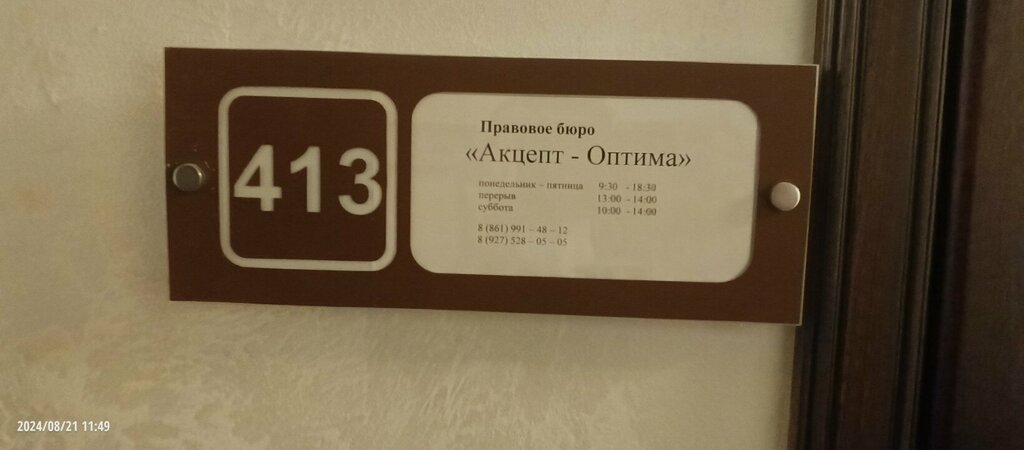 413
Правовое бюро
«Акцепт - Оптима»
понедельник – пятница 9:30 - 18:30
перерыв 13:00 - 14:00
суббота 10:00 - 14:00
8 (861) 991 – 48 – 12
8 (927) 528 – 05 – 05
2024/08/21 11:49